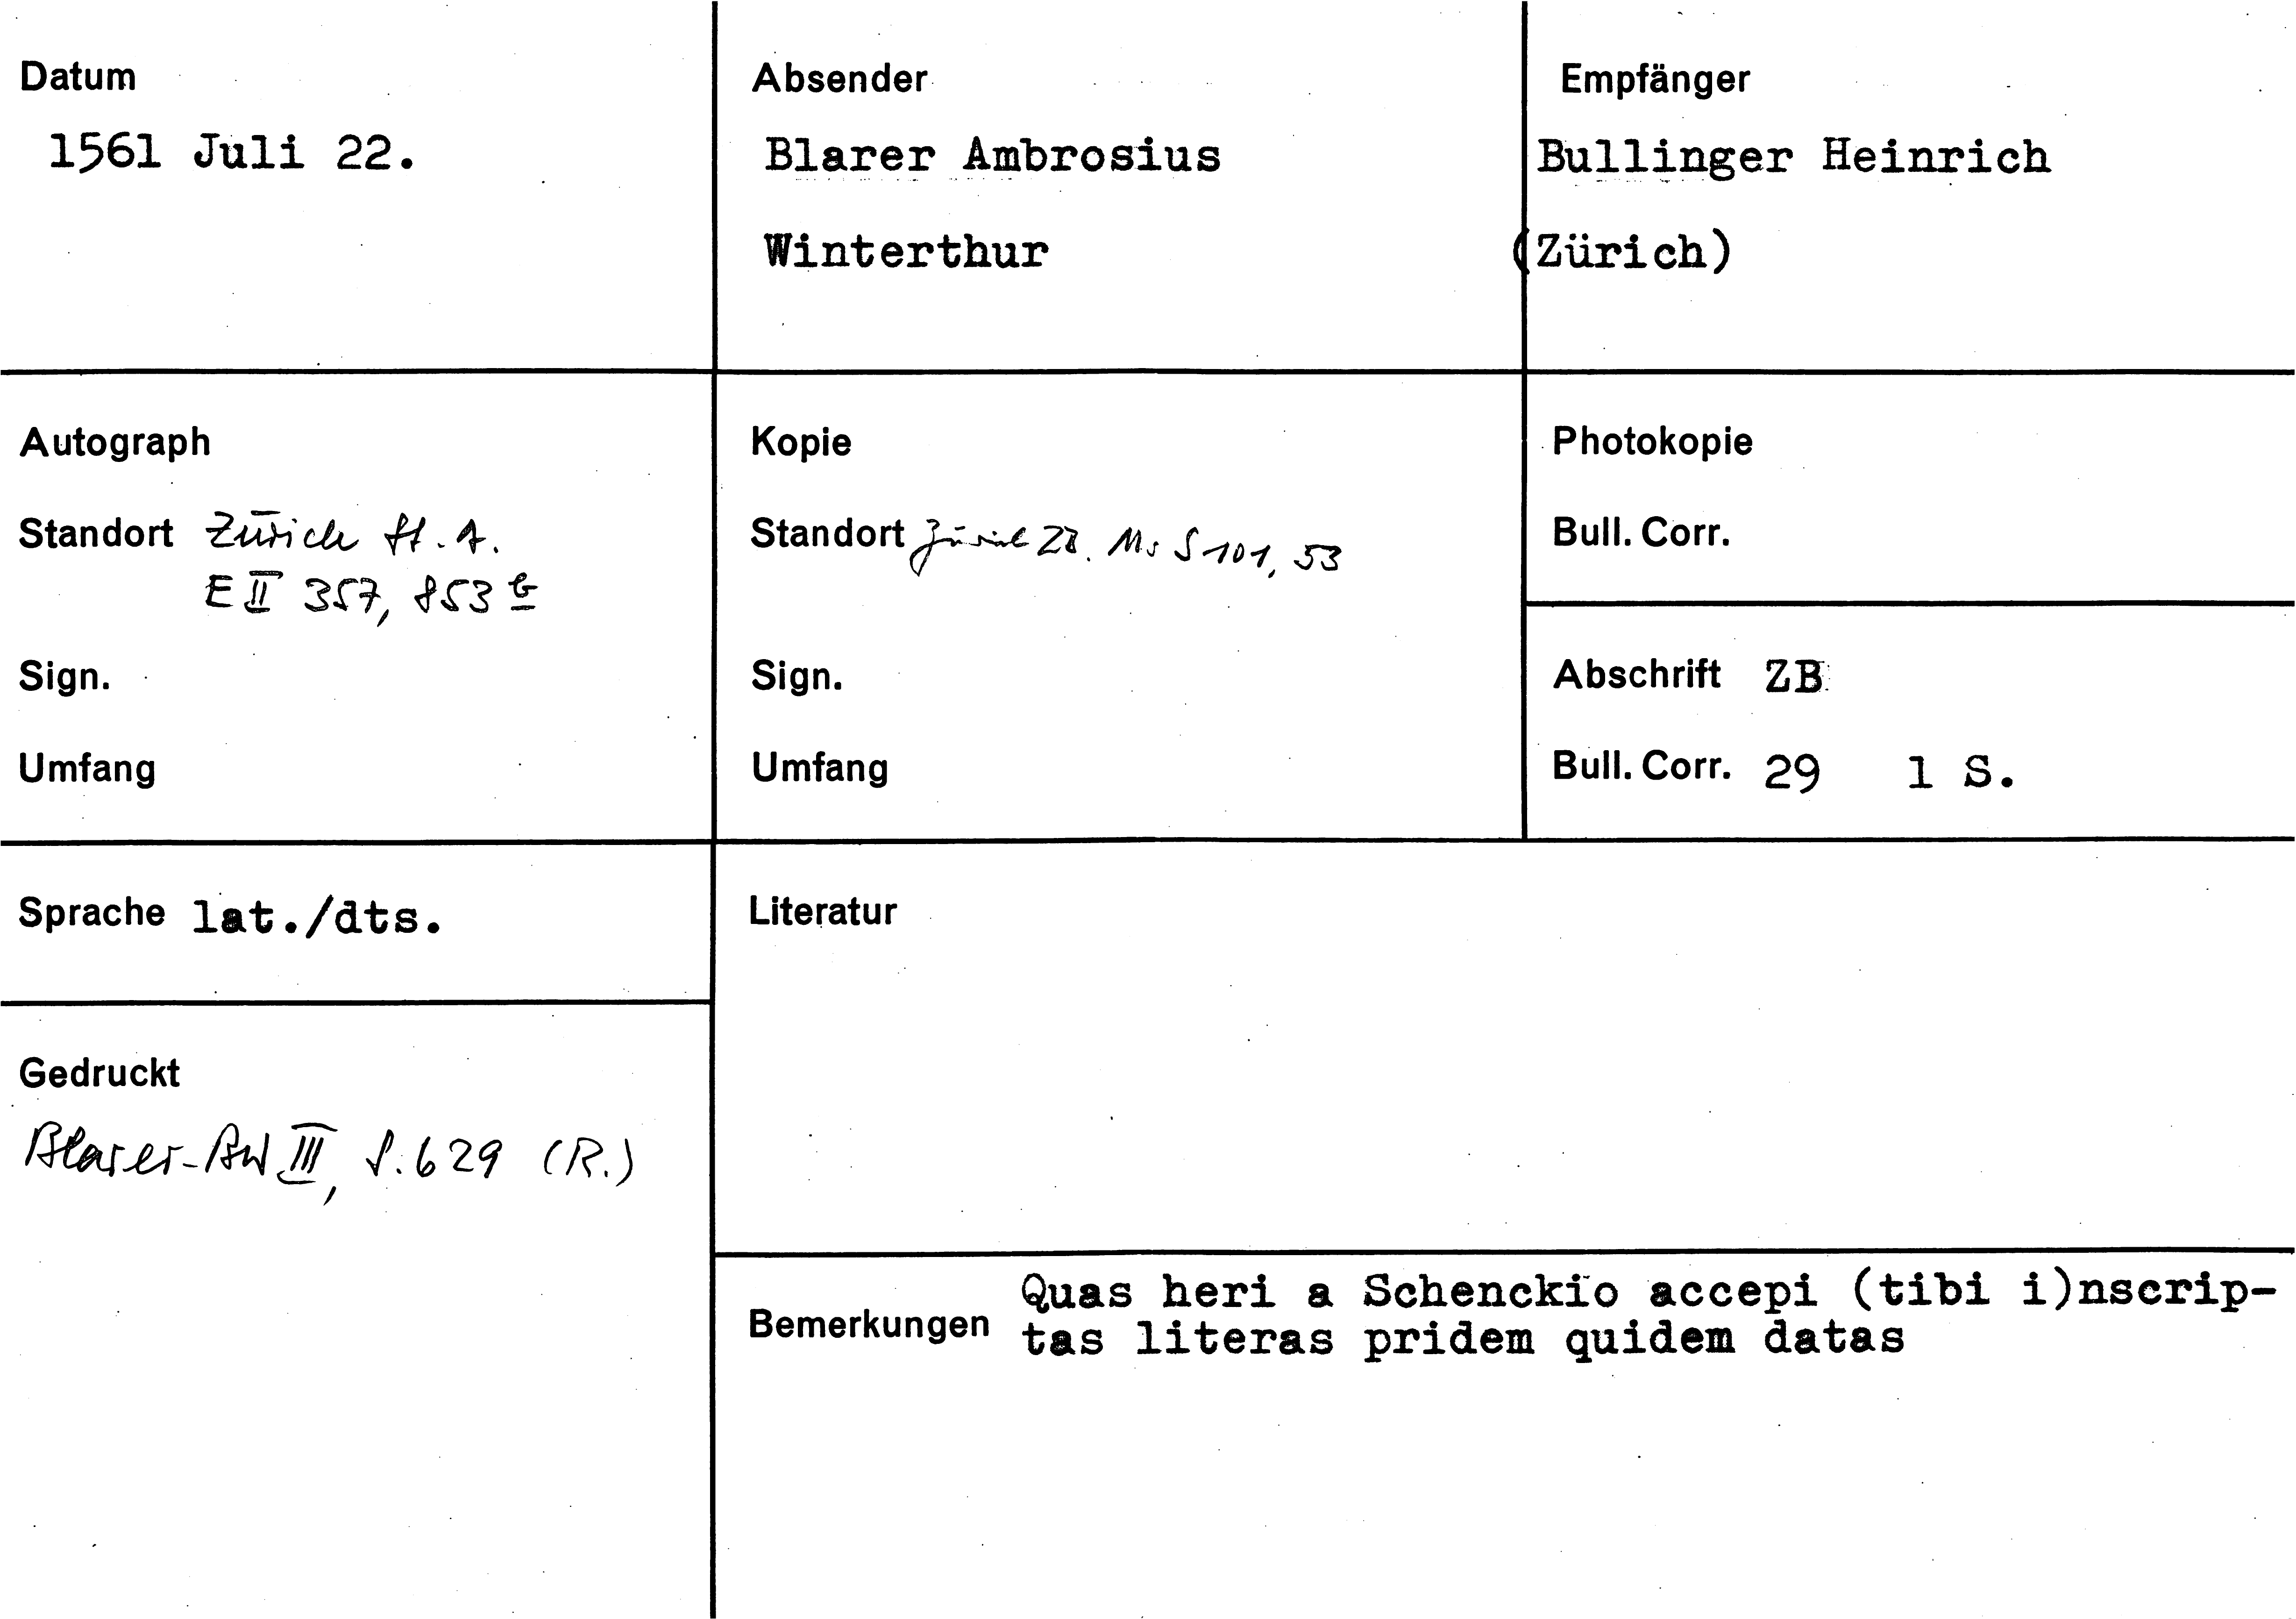 Datum
1561 Juli 22.
Absender
Blarer Ambrosius
Winterthur
Empfänger
Bullinger Heinrich
(Zürich)
Autograph
Standort Zürich St. A.
E II 357, 853 b
Sign.
Umfang
Kopie
Standort Zürich ZB. Ms S 101, 53
Sign.
Umfang
Photokopie
Bull. Corr.
Abschrift ZB
Bull. Corr. 29 1 S.
Sprache lat./dts.
Literatur
Gedruckt
Blarer-BW III, S. 629 (R.)
Bemerkungen
Quas heri a Schenckio accepi (tibi i)nscrip-
tas literas pridem quidem datas